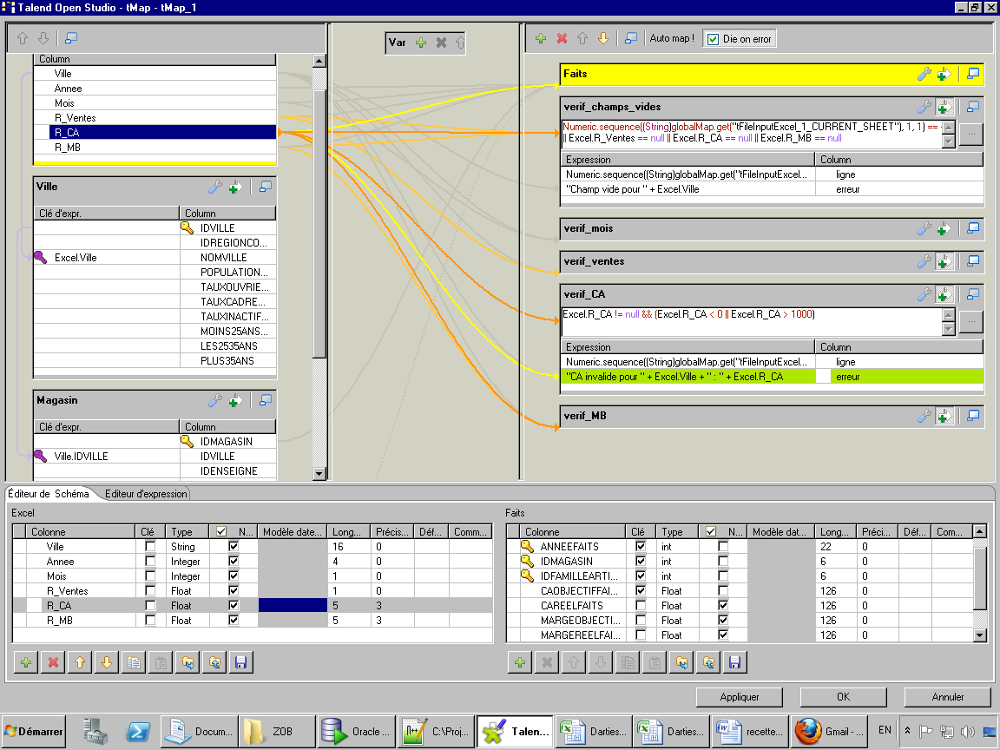 Talend Open Studio - tMap - tMap_1
Var
Auto map !
Die on error
Column
Ville
Annee
Mois
R_Ventes
R_CA
R_MB
Ville
Clé d'expr. Column
IDVILLE
IDREGIONCO...
Excel.Ville NOMVILLE
POPULATION...
TAUXOUVRIE...
TAUXCADRE...
TAUXINACTIF...
MOINS25ANS...
LES2535ANS
PLUS35ANS
Magasin
Clé d'expr. Column
IDMAGASIN
Ville.IDVILLE IDVILLE
IDENSEIGNE
Faits
verif_champs_vides
Numeric.sequence((String)globalMap.get("tFileInputExcel_1_CURRENT_SHEET"), 1, 1) ==
|| Excel.R_Ventes == null || Excel.R_CA == null || Excel.R_MB == null
Expression Column
Numeric.sequence((String)globalMap.get("tFileInputExcel... ligne
"Champ vide pour " + Excel.Ville erreur
verif_mois
verif_ventes
verif_CA
Excel.R_CA != null && (Excel.R_CA < 0 || Excel.R_CA > 1000)
...
Expression Column
Numeric.sequence((String)globalMap.get("tFileInputExcel... ligne
"CA invalide pour " + Excel.Ville + " : " + Excel.R_CA erreur
verif_MB
Éditeur de Schéma Editeur d'expression
Excel
Colonne Clé Type N... Modèle date... Long... Précis... Déf... Comm...
Ville String 16 0
Annee Integer 4 0
Mois Integer 1 0
R_Ventes Float 1 0
R_CA Float 5 3
R_MB Float 5 3
Faits
Colonne Clé Type N... Modèle dat... Long... Préci... Déf... Com...
ANNEEFAITS int 22 0
IDMAGASIN int 6 0
IDFAMILLEARTI... int 6 0
CAOBJECTIFFAI... Float 126 0
CAREELFAITS Float 126 0
MARGEOBJECTI... Float 126 0
MARGEREELFAI... Float 126 0
Appliquer OK Annuler
Démarrer Docum... ZOB Oracle ... C:\Proj... Talen... Darties... Darties... recette... Gmail - ... EN